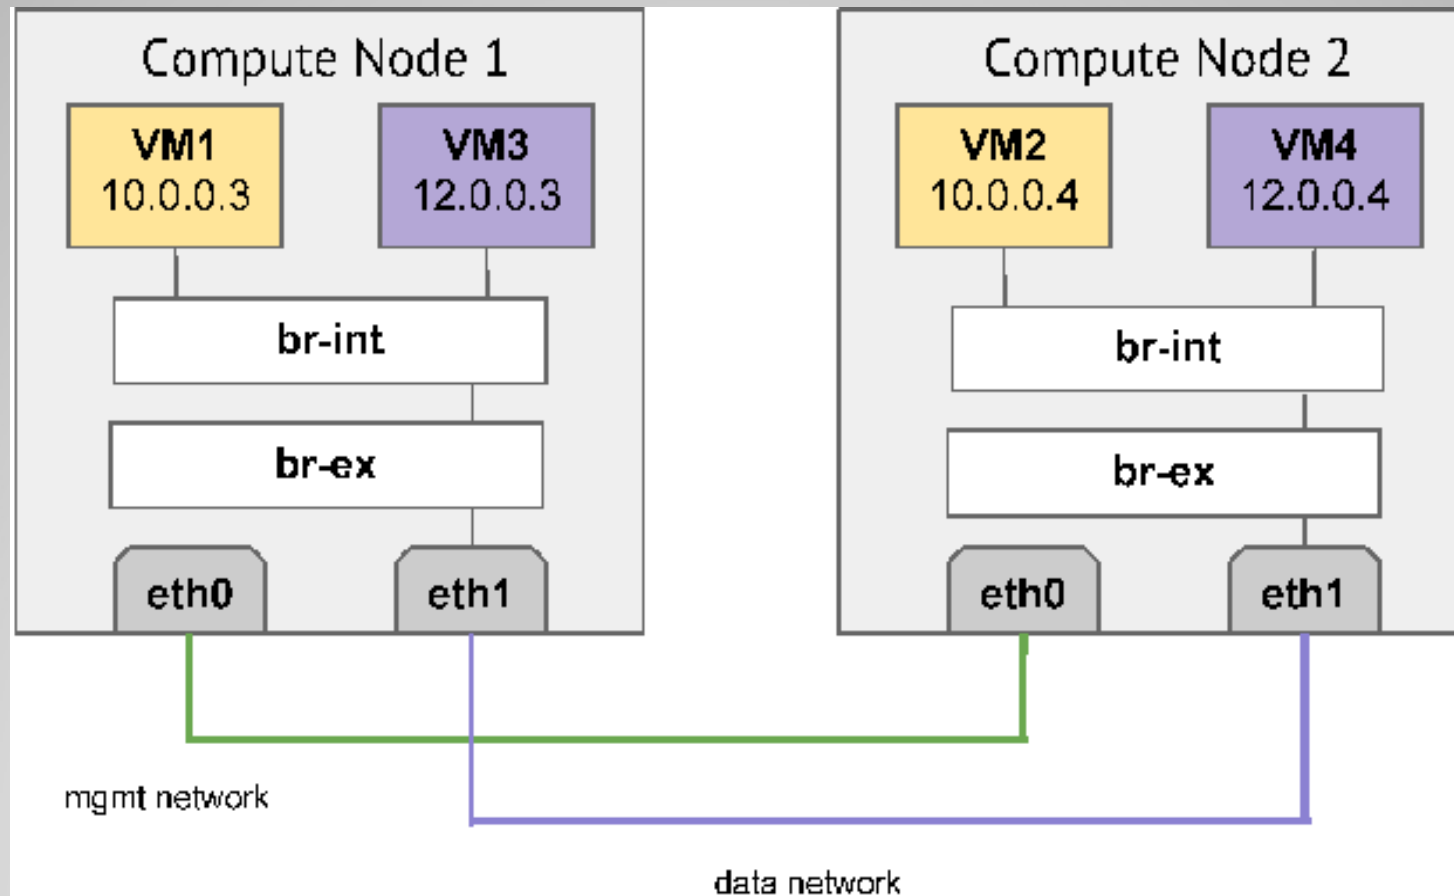 Compute Node 1
VM1
10.0.0.3
VM3
12.0.0.3
br-int
br-ex
eth0
eth1
Compute Node 2
VM2
10.0.0.4
VM4
12.0.0.4
br-int
br-ex
eth0
eth1
mgmt network
data network